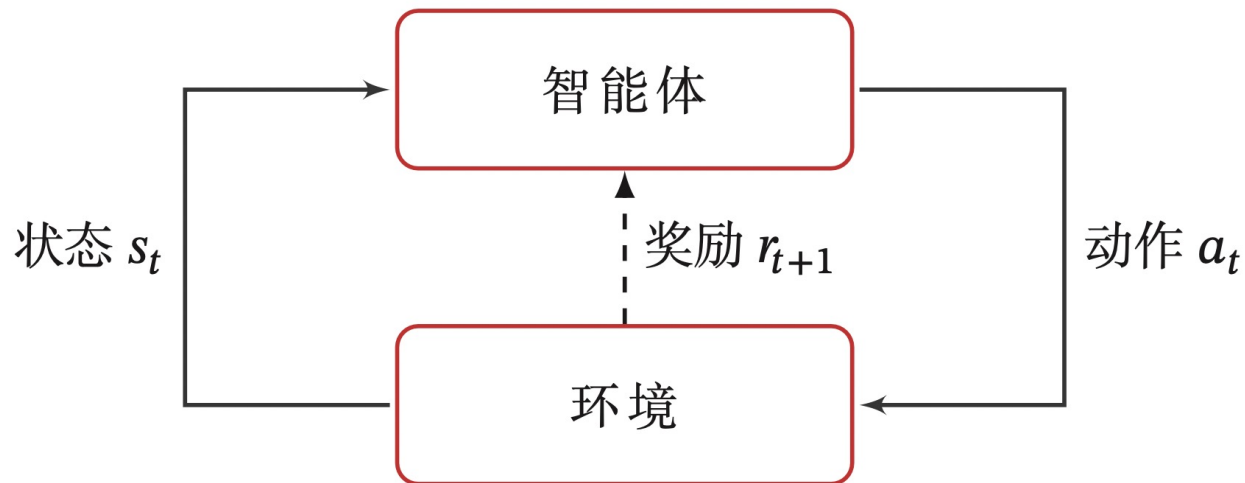 智能体
状态 s_t
奖励 r_{t+1}
动作 a_t
环境